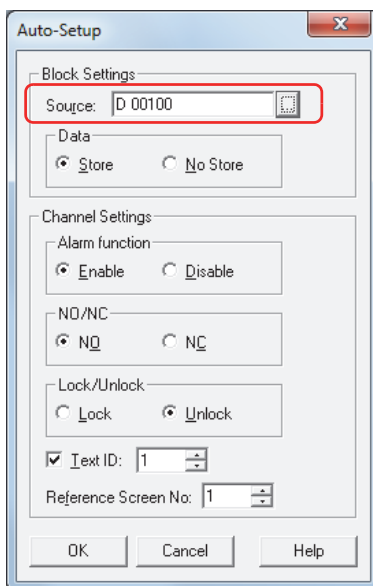 Auto-Setup
Block Settings
Source: D 00100
Data
Store No Store
Channel Settings
Alarm function
Enable Disable
NO/NC
NO NC
Lock/Unlock
Lock Unlock
Text ID: 1
Reference Screen No: 1
OK Cancel Help